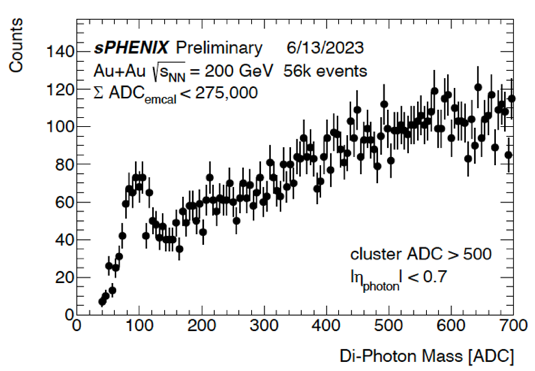 Counts
140
120
100
80
60
40
20
0
sPHENIX Preliminary 6/13/2023
Au+Au √sNN = 200 GeV 56k events
Σ ADCemcal < 275,000
cluster ADC > 500
|ηphoton| < 0.7
0 100 200 300 400 500 600 700
Di-Photon Mass [ADC]